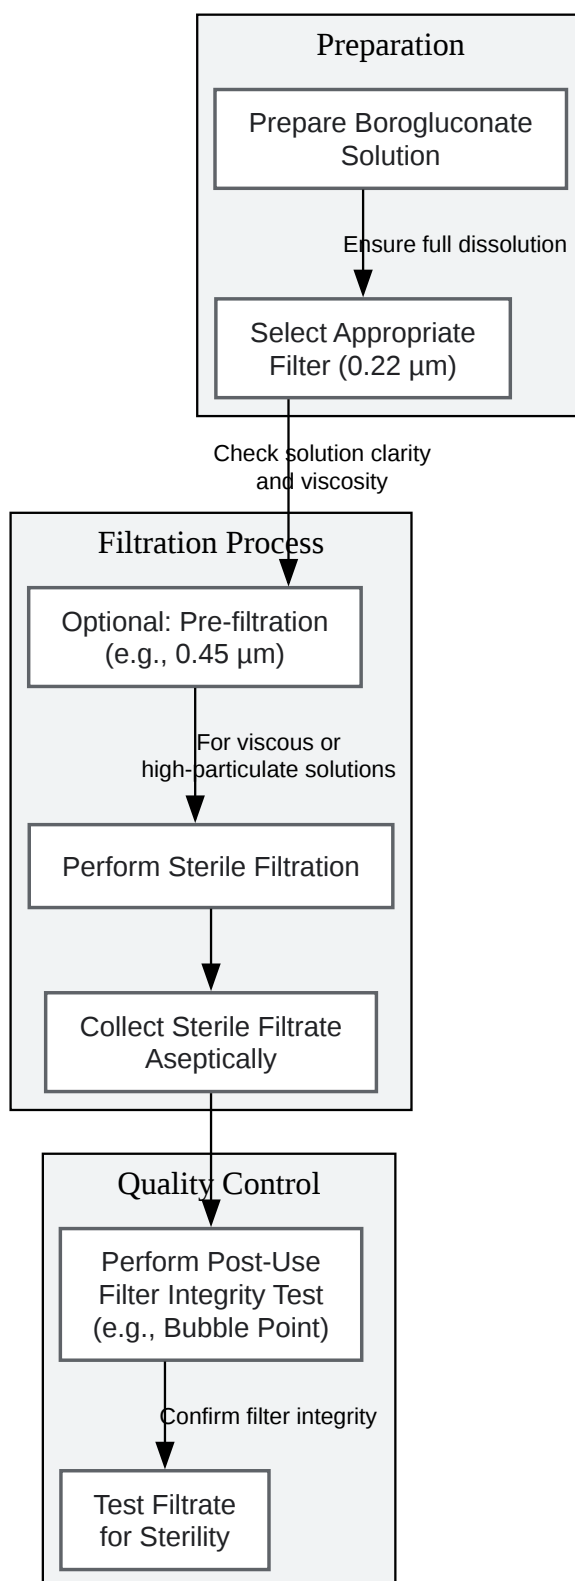 Preparation
Prepare Borogluconate
Solution
Ensure full dissolution
Select Appropriate
Filter (0.22 µm)
Check solution clarity
and viscosity
Filtration Process
Optional: Pre-filtration
(e.g., 0.45 µm)
For viscous or
high-particulate solutions
Perform Sterile Filtration
Collect Sterile Filtrate
Aseptically
Quality Control
Perform Post-Use
Filter Integrity Test
(e.g., Bubble Point)
Confirm filter integrity
Test Filtrate
for Sterility